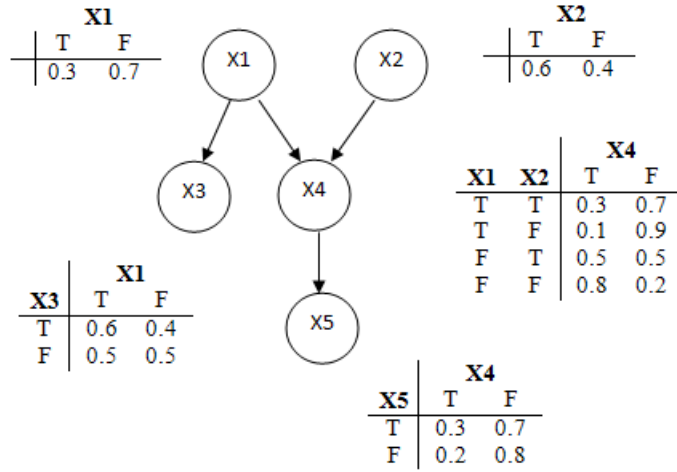 X1
T F
0.3 0.7
X1
X2
X2
T F
0.6 0.4
X3
X4
X4
X1 X2 T F
T T 0.3 0.7
T F 0.1 0.9
F T 0.5 0.5
F F 0.8 0.2
X1
X3 T F
T 0.6 0.4
F 0.5 0.5
X5
X4
X5 T F
T 0.3 0.7
F 0.2 0.8